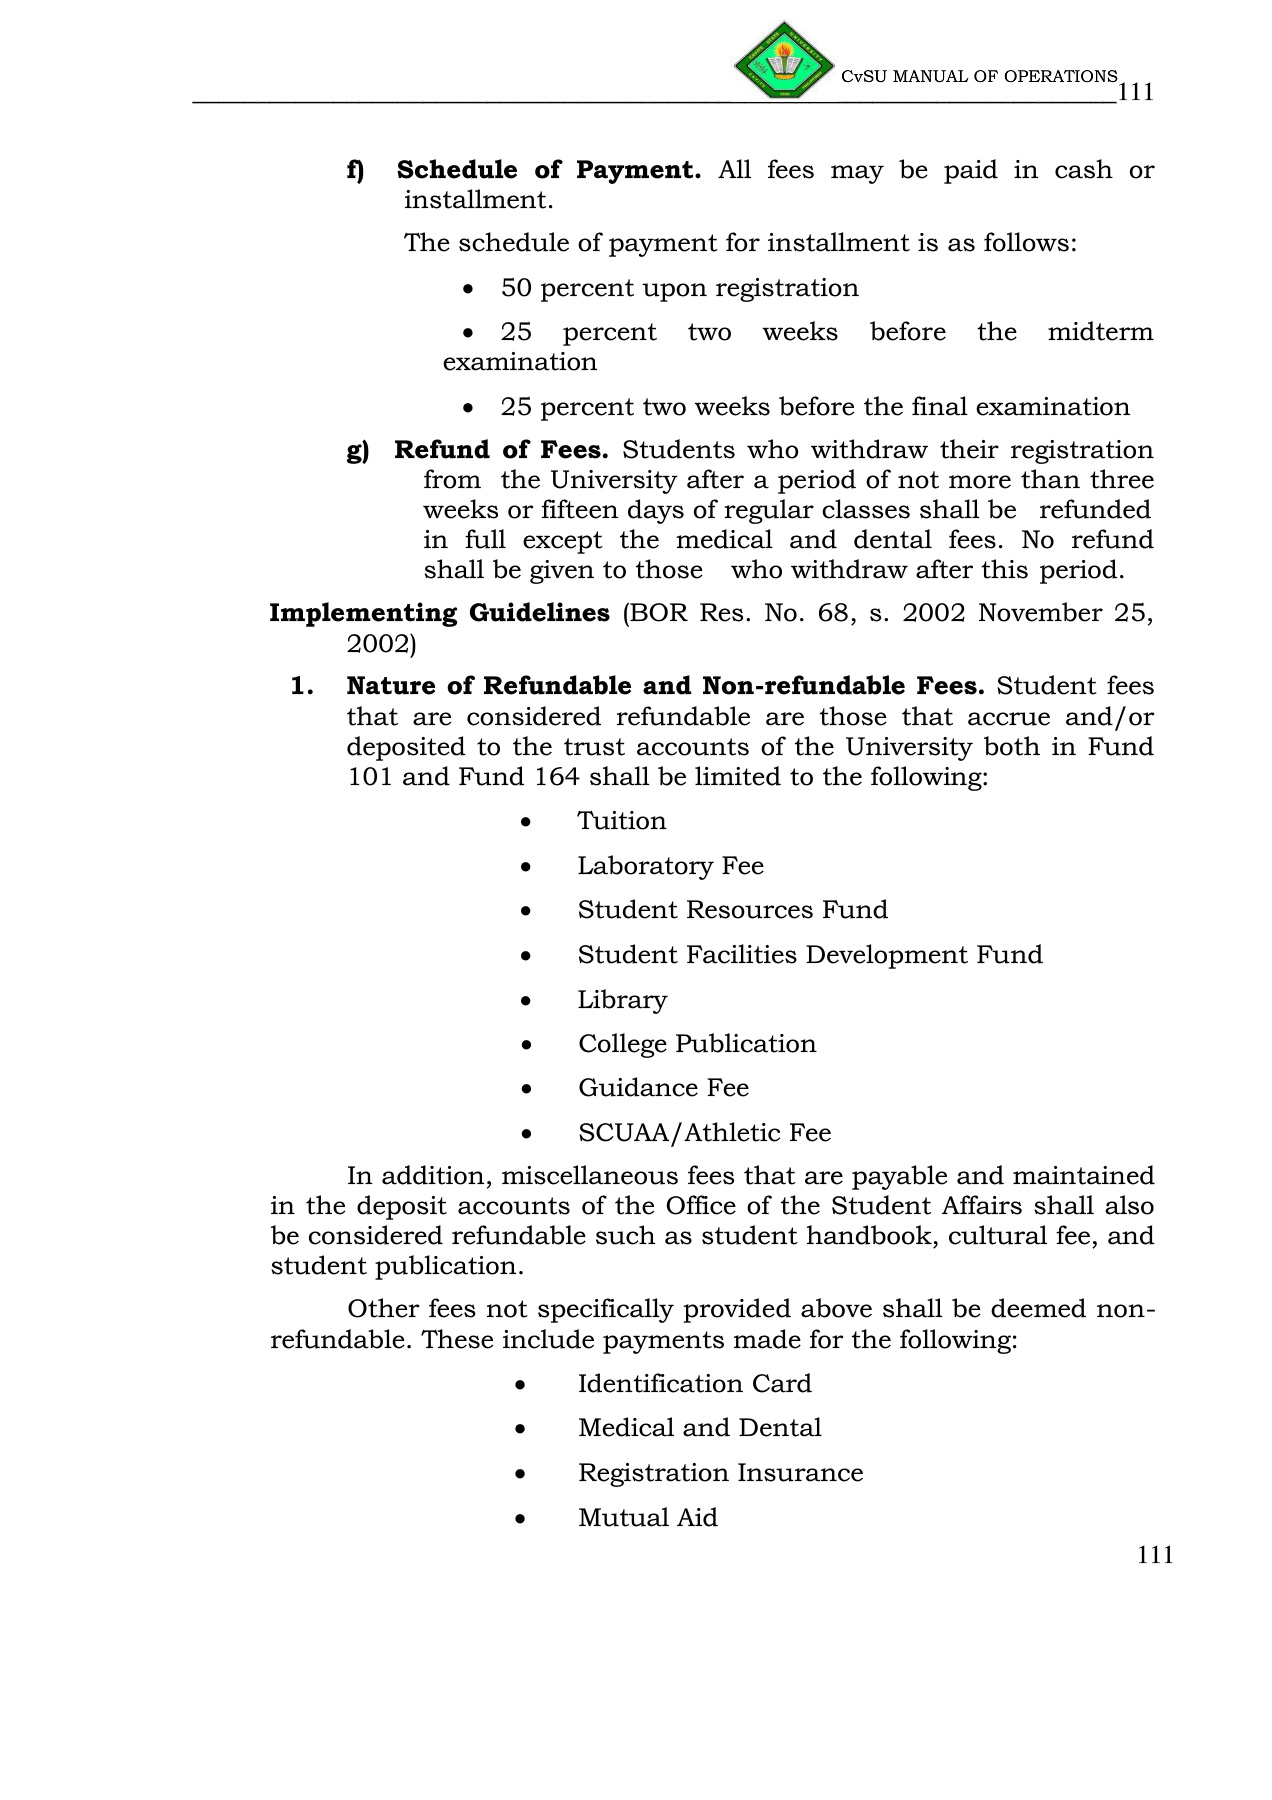 CvSU MANUAL OF OPERATIONS
111
f) Schedule of Payment. All fees may be paid in cash or
installment.
The schedule of payment for installment is as follows:
• 50 percent upon registration
• 25 percent two weeks before the midterm
examination
• 25 percent two weeks before the final examination
g) Refund of Fees. Students who withdraw their registration
from the University after a period of not more than three
weeks or fifteen days of regular classes shall be refunded
in full except the medical and dental fees. No refund
shall be given to those who withdraw after this period.
Implementing Guidelines (BOR Res. No. 68, s. 2002 November 25,
2002)
1. Nature of Refundable and Non-refundable Fees. Student fees
that are considered refundable are those that accrue and/or
deposited to the trust accounts of the University both in Fund
101 and Fund 164 shall be limited to the following:
• Tuition
• Laboratory Fee
• Student Resources Fund
• Student Facilities Development Fund
• Library
• College Publication
• Guidance Fee
• SCUAA/Athletic Fee
In addition, miscellaneous fees that are payable and maintained
in the deposit accounts of the Office of the Student Affairs shall also
be considered refundable such as student handbook, cultural fee, and
student publication.
Other fees not specifically provided above shall be deemed non-
refundable. These include payments made for the following:
• Identification Card
• Medical and Dental
• Registration Insurance
• Mutual Aid
111